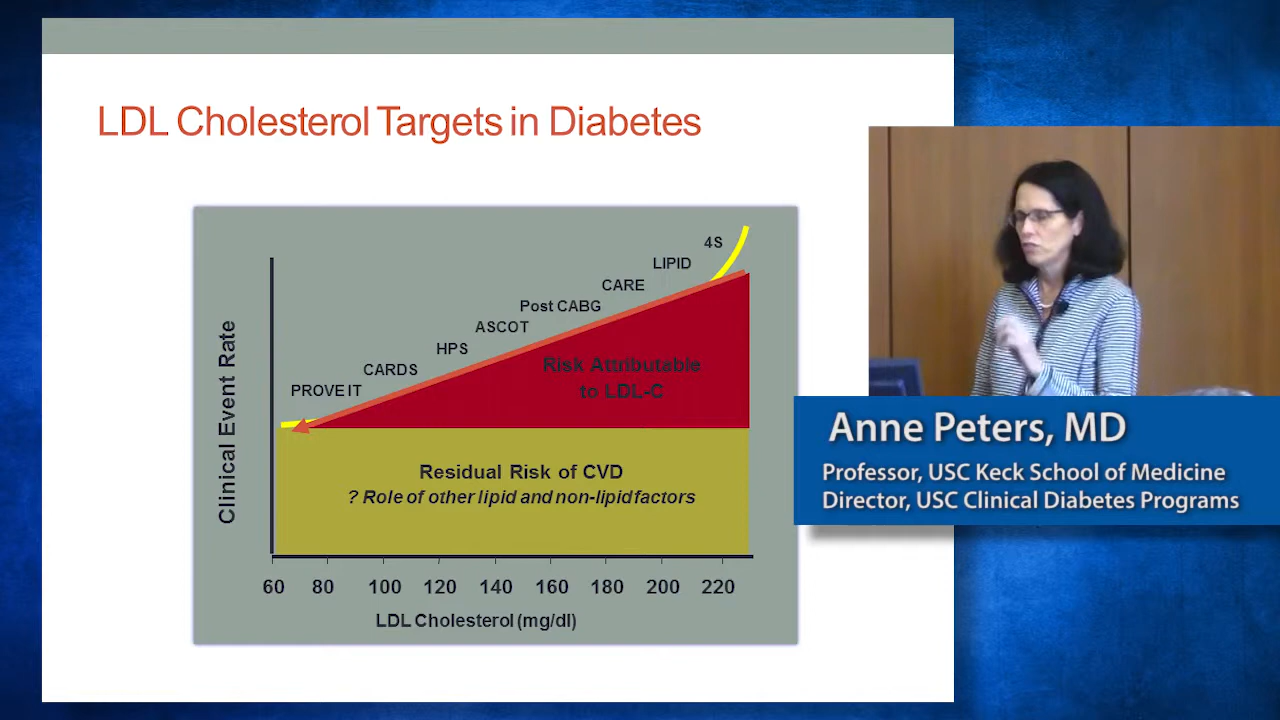 LDL Cholesterol Targets in Diabetes
4S
LIPID
CARE
Post CABG
ASCOT
HPS
CARDS
PROVE IT
Risk Attributable
to LDL-C
Clinical Event Rate
Residual Risk of CVD
? Role of other lipid and non-lipid factors
60 80 100 120 140 160 180 200 220
LDL Cholesterol (mg/dl)
Anne Peters, MD
Professor, USC Keck School of Medicine
Director, USC Clinical Diabetes Programs